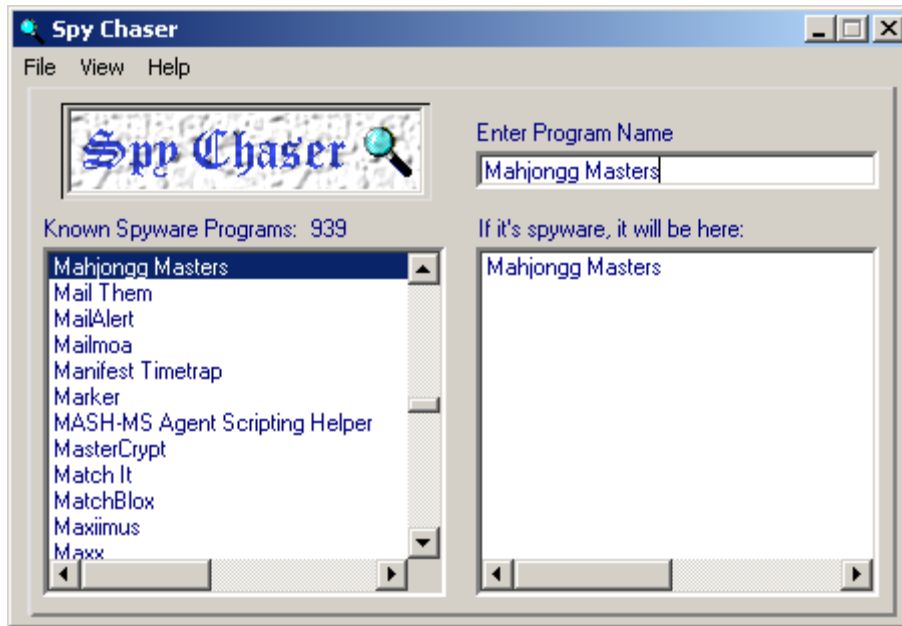 Spy Chaser
File View Help
Spy Chaser
Enter Program Name
Mahjongg Masters
Known Spyware Programs: 939
If it's spyware, it will be here:
Mahjongg Masters
Mail Them
MailAlert
Mailmoa
Manifest Timetrap
Marker
MASH-MS Agent Scripting Helper
MasterCrypt
Match It
MatchBlox
Maxiimus
Maxx
Mahjongg Masters